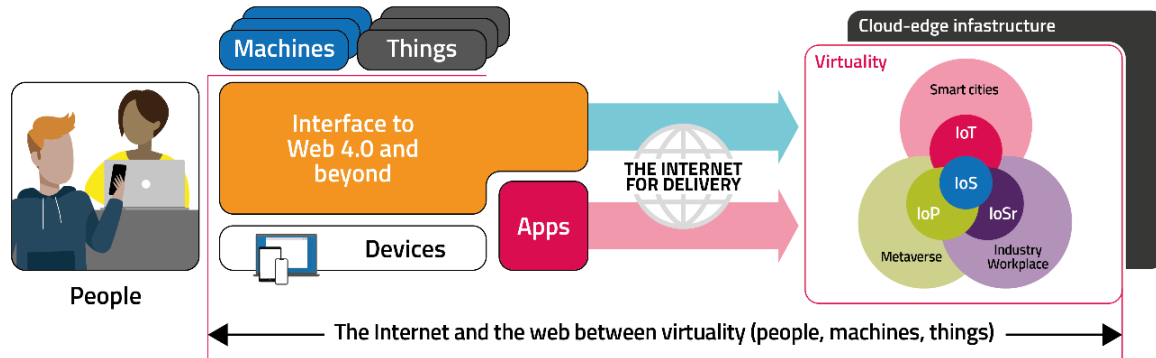 Machines
Things
Cloud-edge infastructure
Virtuality
Smart cities
IoT
IoS
IoP
IoSr
Metaverse
Industry
Workplace
Interface to
Web 4.0 and
beyond
THE INTERNET
FOR DELIVERY
Apps
Devices
People
The Internet and the web between virtuality (people, machines, things)